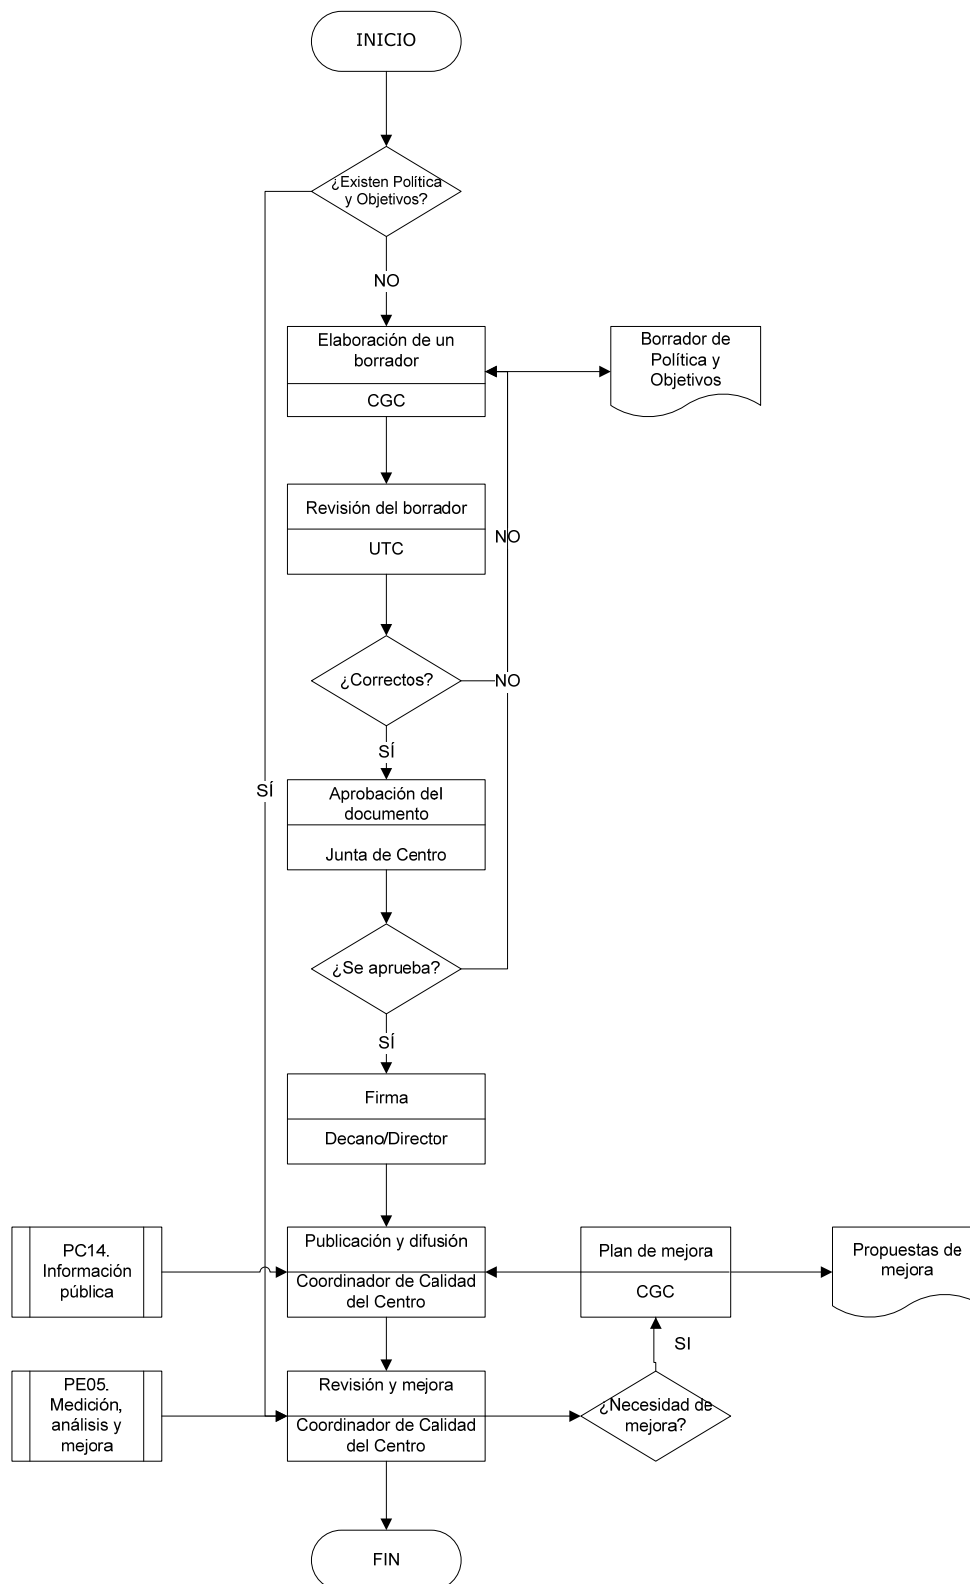 INICIO
¿Existen Política
y Objetivos?
NO
Elaboración de un
borrador
CGC
Borrador de
Política y
Objetivos
Revisión del borrador
UTC
NO
¿Correctos?
NO
SÍ
SÍ
Aprobación del
documento
Junta de Centro
¿Se aprueba?
SÍ
Firma
Decano/Director
PC14.
Información
pública
Publicación y difusión
Coordinador de Calidad
del Centro
Plan de mejora
CGC
Propuestas de
mejora
SI
PE05.
Medición,
análisis y
mejora
Revisión y mejora
Coordinador de Calidad
del Centro
¿Necesidad de
mejora?
FIN